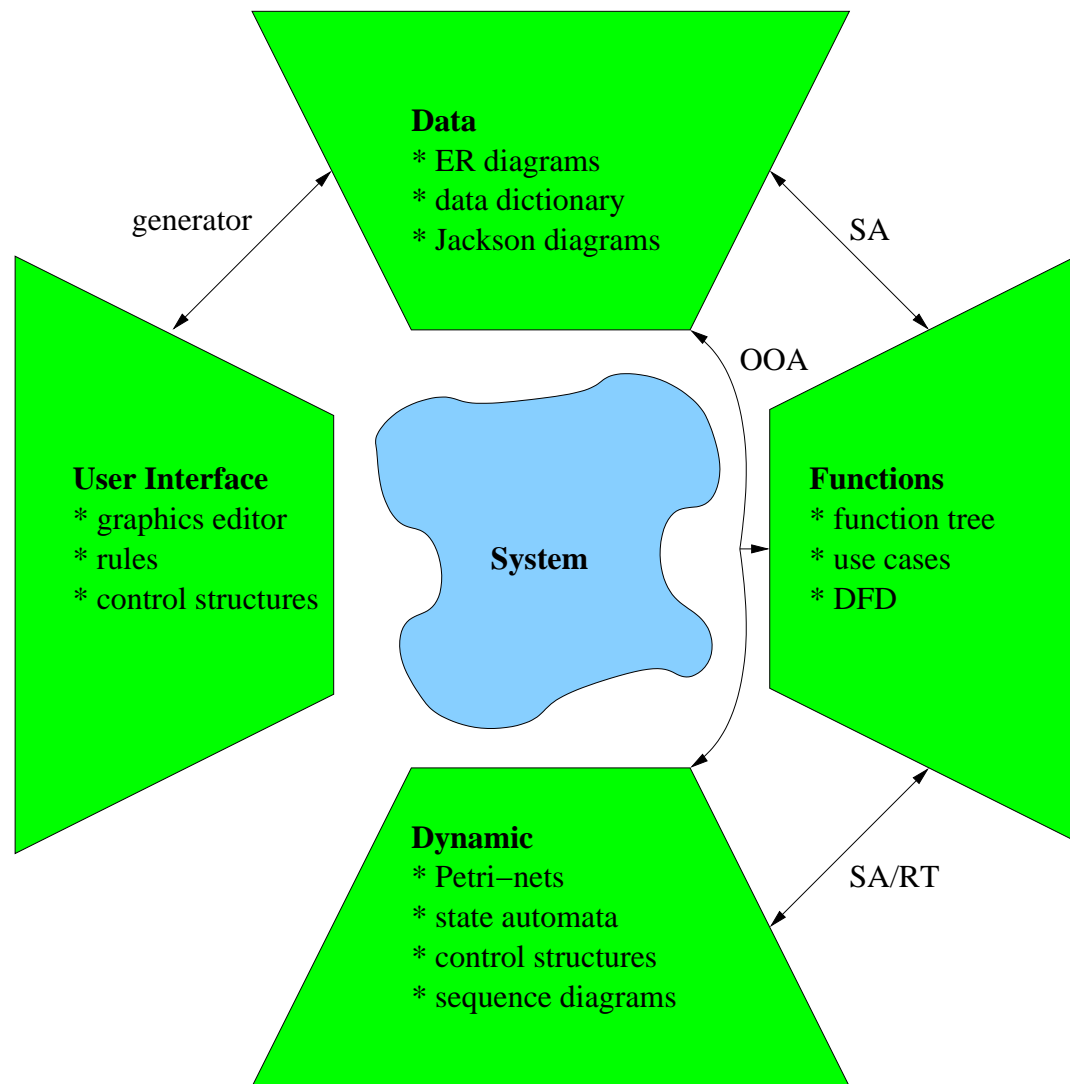 Data
* ER diagrams
* data dictionary
* Jackson diagrams
generator
SA
OOA
User Interface
* graphics editor
* rules
* control structures
System
Functions
* function tree
* use cases
* DFD
Dynamic
* Petri−nets
* state automata
* control structures
* sequence diagrams
SA/RT